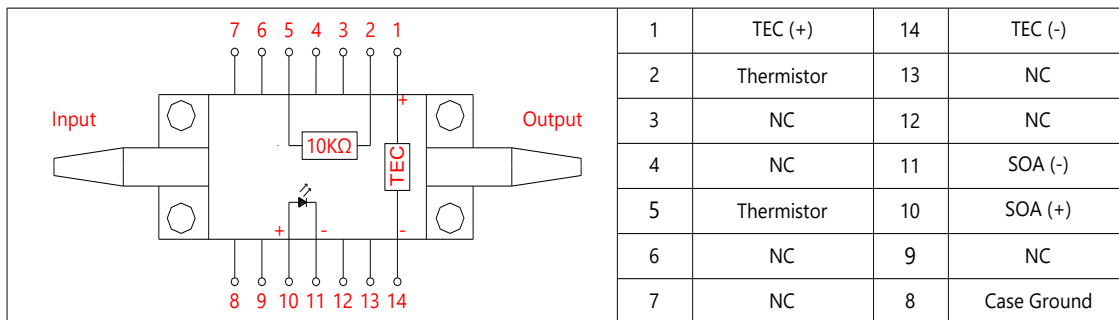 7 6 5 4 3 2 1
+
Input
Output
10KΩ
TEC
+ - -
8 9 10 11 12 13 14
1 TEC (+) 14 TEC (-)
2 Thermistor 13 NC
3 NC 12 NC
4 NC 11 SOA (-)
5 Thermistor 10 SOA (+)
6 NC 9 NC
7 NC 8 Case Ground